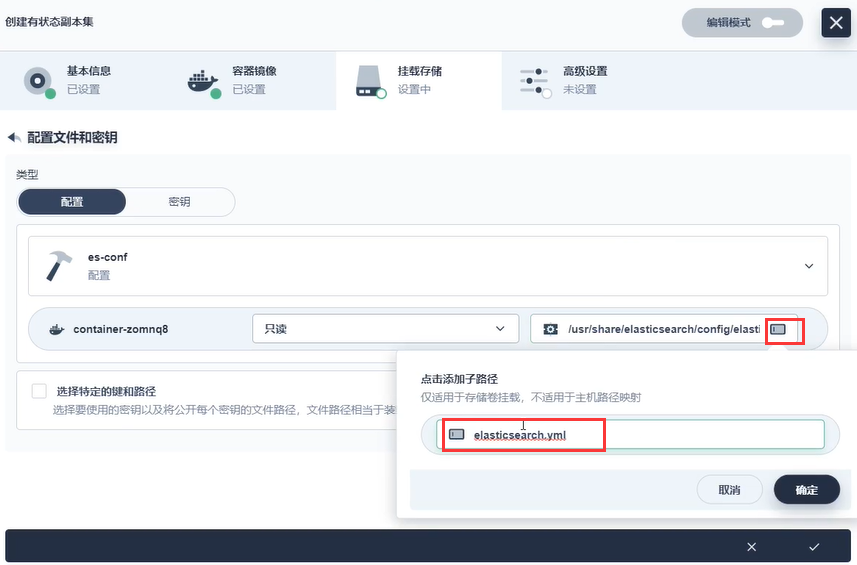 创建有状态副本集
编辑模式
基本信息
已设置
容器镜像
已设置
挂载存储
设置中
高级设置
未设置
配置文件和密钥
类型
配置
密钥
es-conf
配置
container-zomnq8
只读
/usr/share/elasticsearch/config/elasti
选择特定的键和路径
选择要使用的密钥以及将公开每个密钥的文件路径，文件路径相当于装
点击添加子路径
仅适用于存储卷挂载，不适用于主机路径映射
elasticsearch.yml
取消
确定